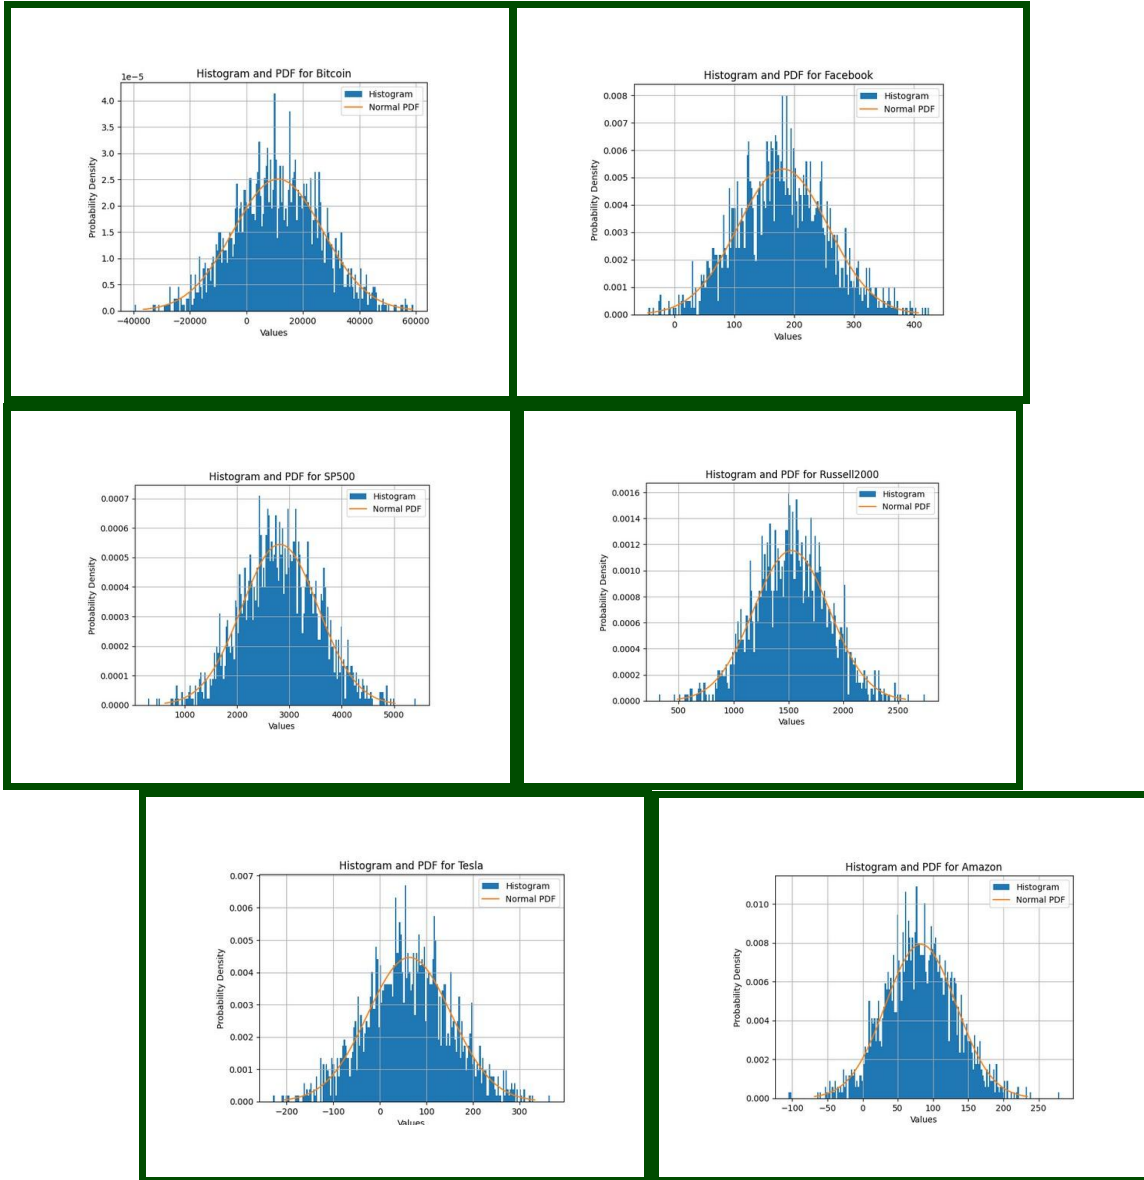 Histogram and PDF for Bitcoin
1e−5
4.0
3.5
3.0
2.5
2.0
1.5
1.0
0.5
0.0
Probability Density
Histogram
Normal PDF
−40000 −20000 0 20000 40000 60000
Values
Histogram and PDF for Facebook
0.008
0.007
0.006
0.005
0.004
0.003
0.002
0.001
0.000
Probability Density
Histogram
Normal PDF
0 100 200 300 400
Values
Histogram and PDF for SP500
0.0007
0.0006
0.0005
0.0004
0.0003
0.0002
0.0001
0.0000
Probability Density
Histogram
Normal PDF
1000 2000 3000 4000 5000
Values
Histogram and PDF for Russell2000
0.0016
0.0014
0.0012
0.0010
0.0008
0.0006
0.0004
0.0002
0.0000
Probability Density
Histogram
Normal PDF
500 1000 1500 2000 2500
Values
Histogram and PDF for Tesla
0.007
0.006
0.005
0.004
0.003
0.002
0.001
0.000
Probability Density
Histogram
Normal PDF
−200 −100 0 100 200 300
Values
Histogram and PDF for Amazon
0.010
0.008
0.006
0.004
0.002
0.000
Probability Density
Histogram
Normal PDF
−100 −50 0 50 100 150 200 250
Values